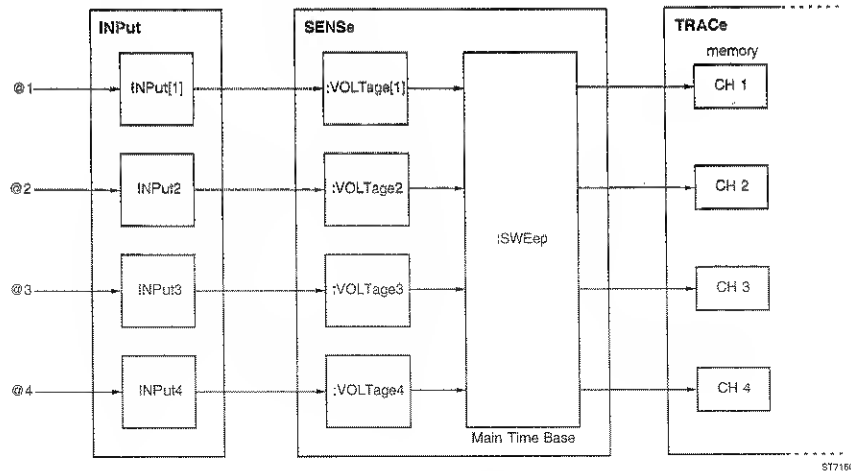 INPut
SENSe
TRACe
memory
@1
INPut[1]
:VOLTage[1]
CH 1
@2
INPut2
:VOLTage2
CH 2
:SWEep
@3
INPut3
:VOLTage3
CH 3
@4
INPut4
:VOLTage4
CH 4
Main Time Base